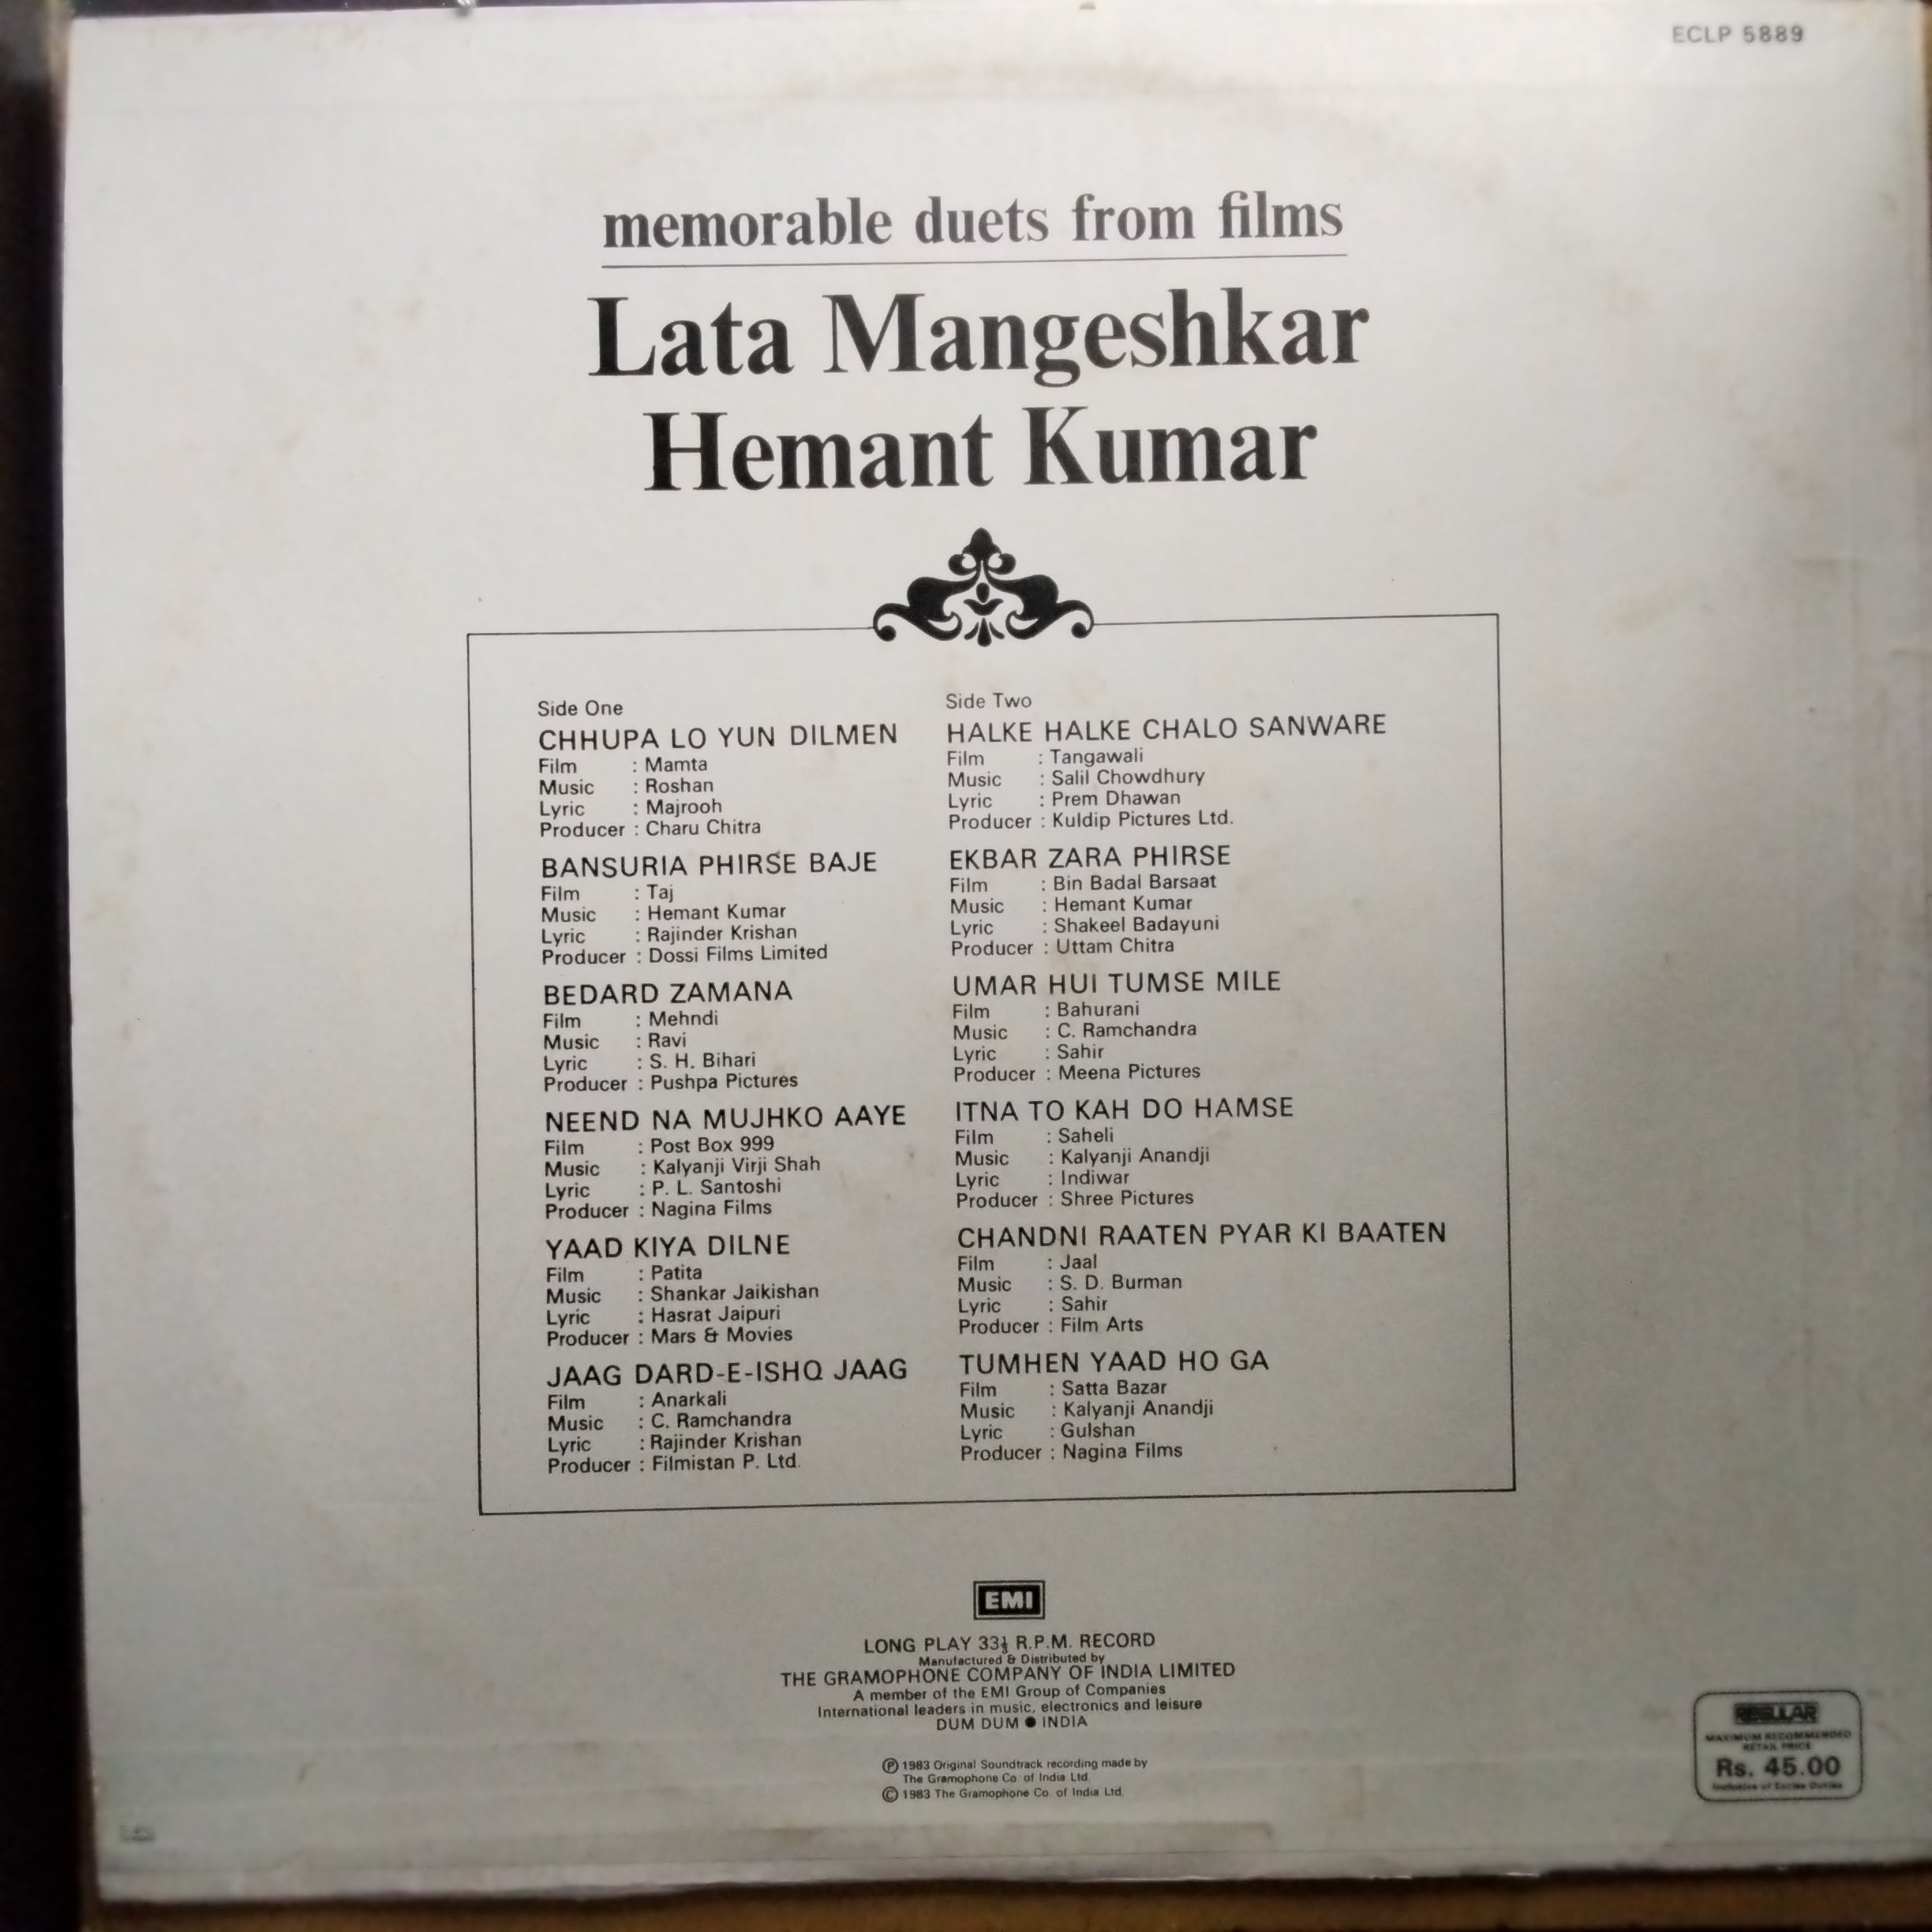 ECLP 5889
memorable duets from films
Lata Mangeshkar
Hemant Kumar
Side One
CHHUPA LO YUN DILMEN
Film : Mamta
Music : Roshan
Lyric : Majrooh
Producer : Charu Chitra
BANSURIA PHIRSE BAJE
Film : Taj
Music : Hemant Kumar
Lyric : Rajinder Krishan
Producer : Dossi Films Limited
BEDARD ZAMANA
Film : Mehndi
Music : Ravi
Lyric : S. H. Bihari
Producer : Pushpa Pictures
NEEND NA MUJHKO AAYE
Film : Post Box 999
Music : Kalyanji Virji Shah
Lyric : P. L. Santoshi
Producer : Nagina Films
YAAD KIYA DILNE
Film : Patita
Music : Shankar Jaikishan
Lyric : Hasrat Jaipuri
Producer : Mars & Movies
JAAG DARD-E-ISHQ JAAG
Film : Anarkali
Music : C. Ramchandra
Lyric : Rajinder Krishan
Producer : Filmistan P. Ltd.
Side Two
HALKE HALKE CHALO SANWARE
Film : Tangawali
Music : Salil Chowdhury
Lyric : Prem Dhawan
Producer : Kuldip Pictures Ltd.
EKBAR ZARA PHIRSE
Film : Bin Badal Barsaat
Music : Hemant Kumar
Lyric : Shakeel Badayuni
Producer : Uttam Chitra
UMAR HUI TUMSE MILE
Film : Bahurani
Music : C. Ramchandra
Lyric : Sahir
Producer : Meena Pictures
ITNA TO KAH DO HAMSE
Film : Saheli
Music : Kalyanji Anandji
Lyric : Indiwar
Producer : Shree Pictures
CHANDNI RAATEN PYAR KI BAATEN
Film : Jaal
Music : S. D. Burman
Lyric : Sahir
Producer : Film Arts
TUMHEN YAAD HO GA
Film : Satta Bazar
Music : Kalyanji Anandji
Lyric : Gulshan
Producer : Nagina Films
EMI
LONG PLAY 33⅓ R.P.M. RECORD
Manufactured & Distributed by
THE GRAMOPHONE COMPANY OF INDIA LIMITED
A member of the EMI Group of Companies
International leaders in music, electronics and leisure
DUM DUM ● INDIA
Ⓟ 1983 Original Soundtrack recording made by
The Gramophone Co. of India Ltd.
© 1983 The Gramophone Co. of India Ltd.
REGULAR
MAXIMUM RECOMMENDED
RETAIL PRICE
Rs. 45.00
Inclusive of Excise Duties